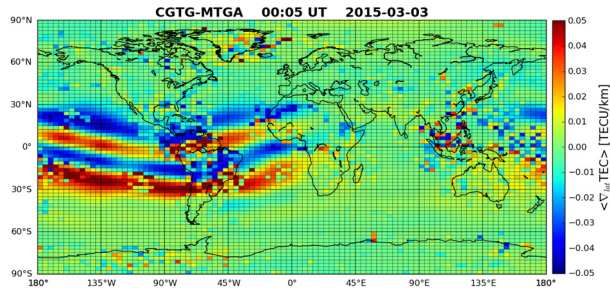 CGTG-MTGA 00:05 UT 2015-03-03
90°N
60°N
30°N
0°
30°S
60°S
90°S
180° 135°W 90°W 45°W 0° 45°E 90°E 135°E 180°
0.05
0.04
0.03
0.02
0.01
0.00
−0.01
−0.02
−0.03
−0.04
−0.05
<∇lat TEC> [TECU/km]